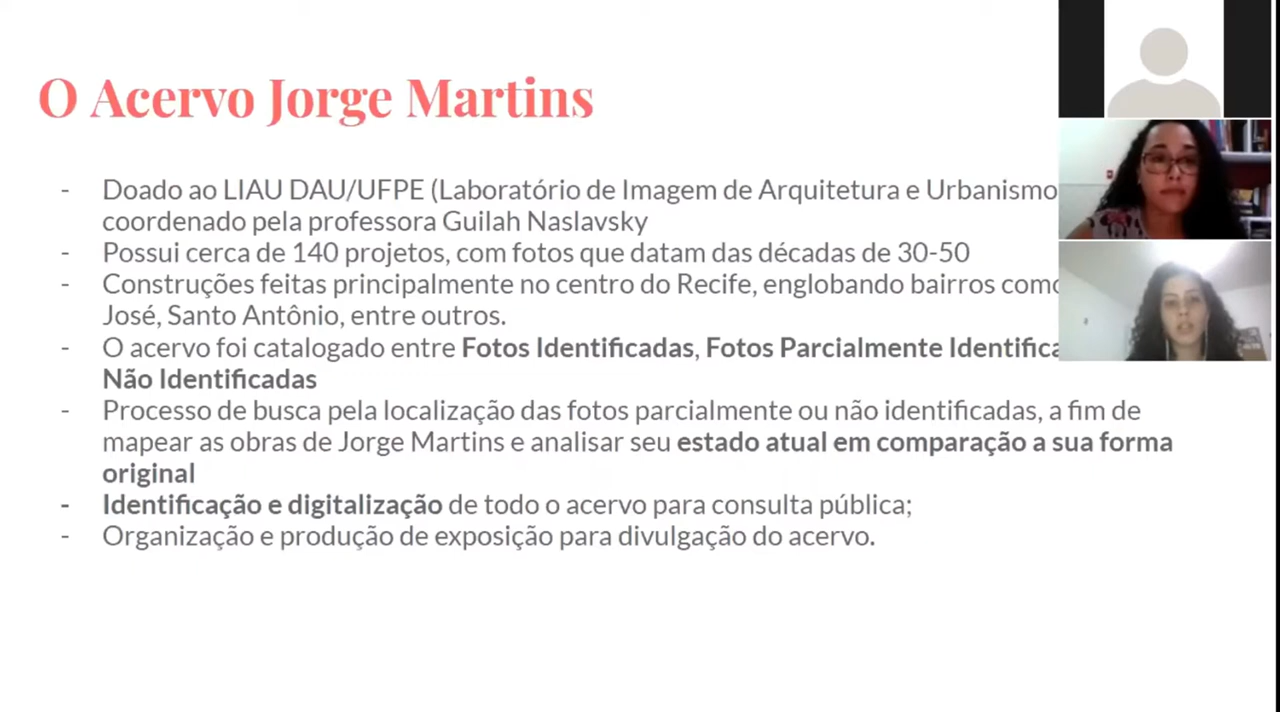 O Acervo Jorge Martins
- Doado ao LIAU DAU/UFPE (Laboratório de Imagem de Arquitetura e Urbanismo
coordenado pela professora Guilah Naslavsky
- Possui cerca de 140 projetos, com fotos que datam das décadas de 30-50
- Construções feitas principalmente no centro do Recife, englobando bairros como
José, Santo Antônio, entre outros.
- O acervo foi catalogado entre Fotos Identificadas, Fotos Parcialmente
Não Identificadas
- Processo de busca pela localização das fotos parcialmente ou não identificadas, a fim de
mapear as obras de Jorge Martins e analisar seu estado atual em comparação a sua forma
original
- Identificação e digitalização de todo o acervo para consulta pública;
- Organização e produção de exposição para divulgação do acervo.